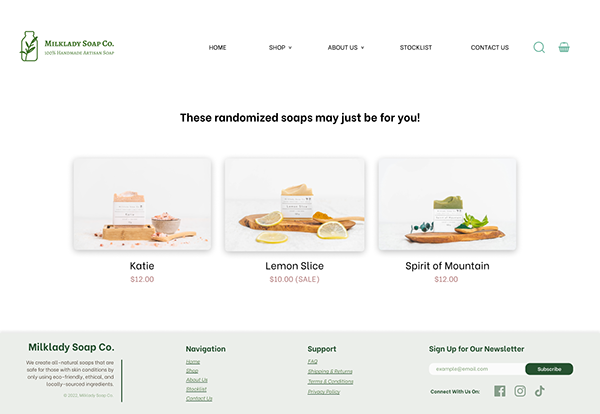 Milklady Soap Co.
100% Handmade Artisan Soap
HOME
SHOP
ABOUT US
STOCKLIST
CONTACT US
These randomized soaps may just be for you!
Katie
$12.00
Lemon Slice
$10.00 (SALE)
Spirit of Mountain
$12.00
Milklady Soap Co.
We create all-natural soaps that are
safe for those with skin conditions by
only using eco-friendly, ethical, and
locally-sourced ingredients.
© 2021, Milklady Soap Co.
Navigation
Home
Shop
About Us
Stocklist
Contact Us
Support
FAQ
Shipping & Returns
Terms & Conditions
Privacy Policy
Sign Up for Our Newsletter
example@email.com
Subscribe
Connect With Us On: